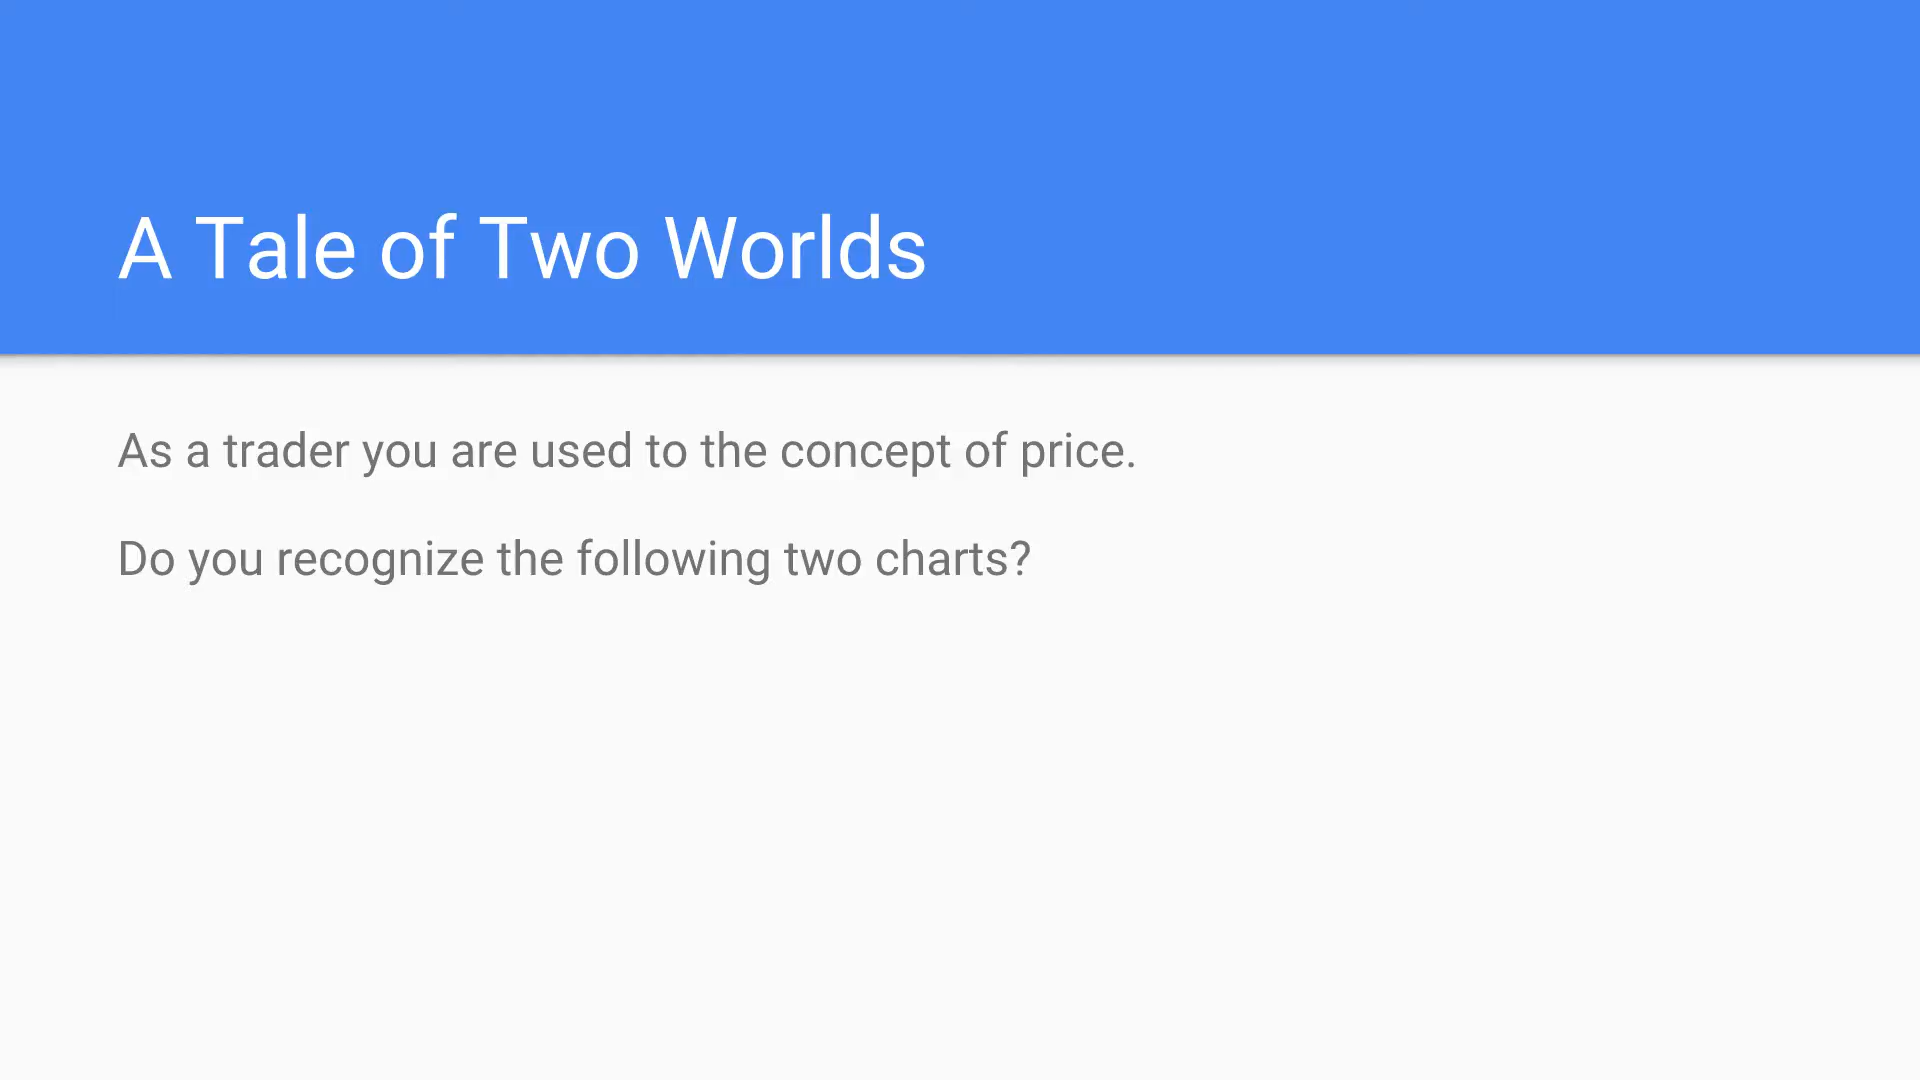 A Tale of Two Worlds
As a trader you are used to the concept of price.
Do you recognize the following two charts?